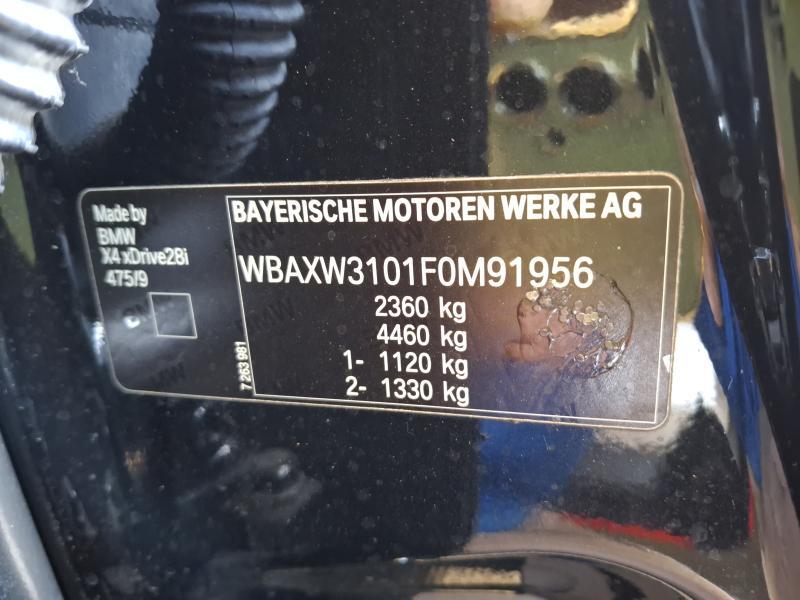 Made by
BMW
X4 xDrive28i
475/9
BAYERISCHE MOTOREN WERKE AG
WBAXW3101F0M91956
2360 kg
4460 kg
1- 1120 kg
2- 1330 kg
7 263 981